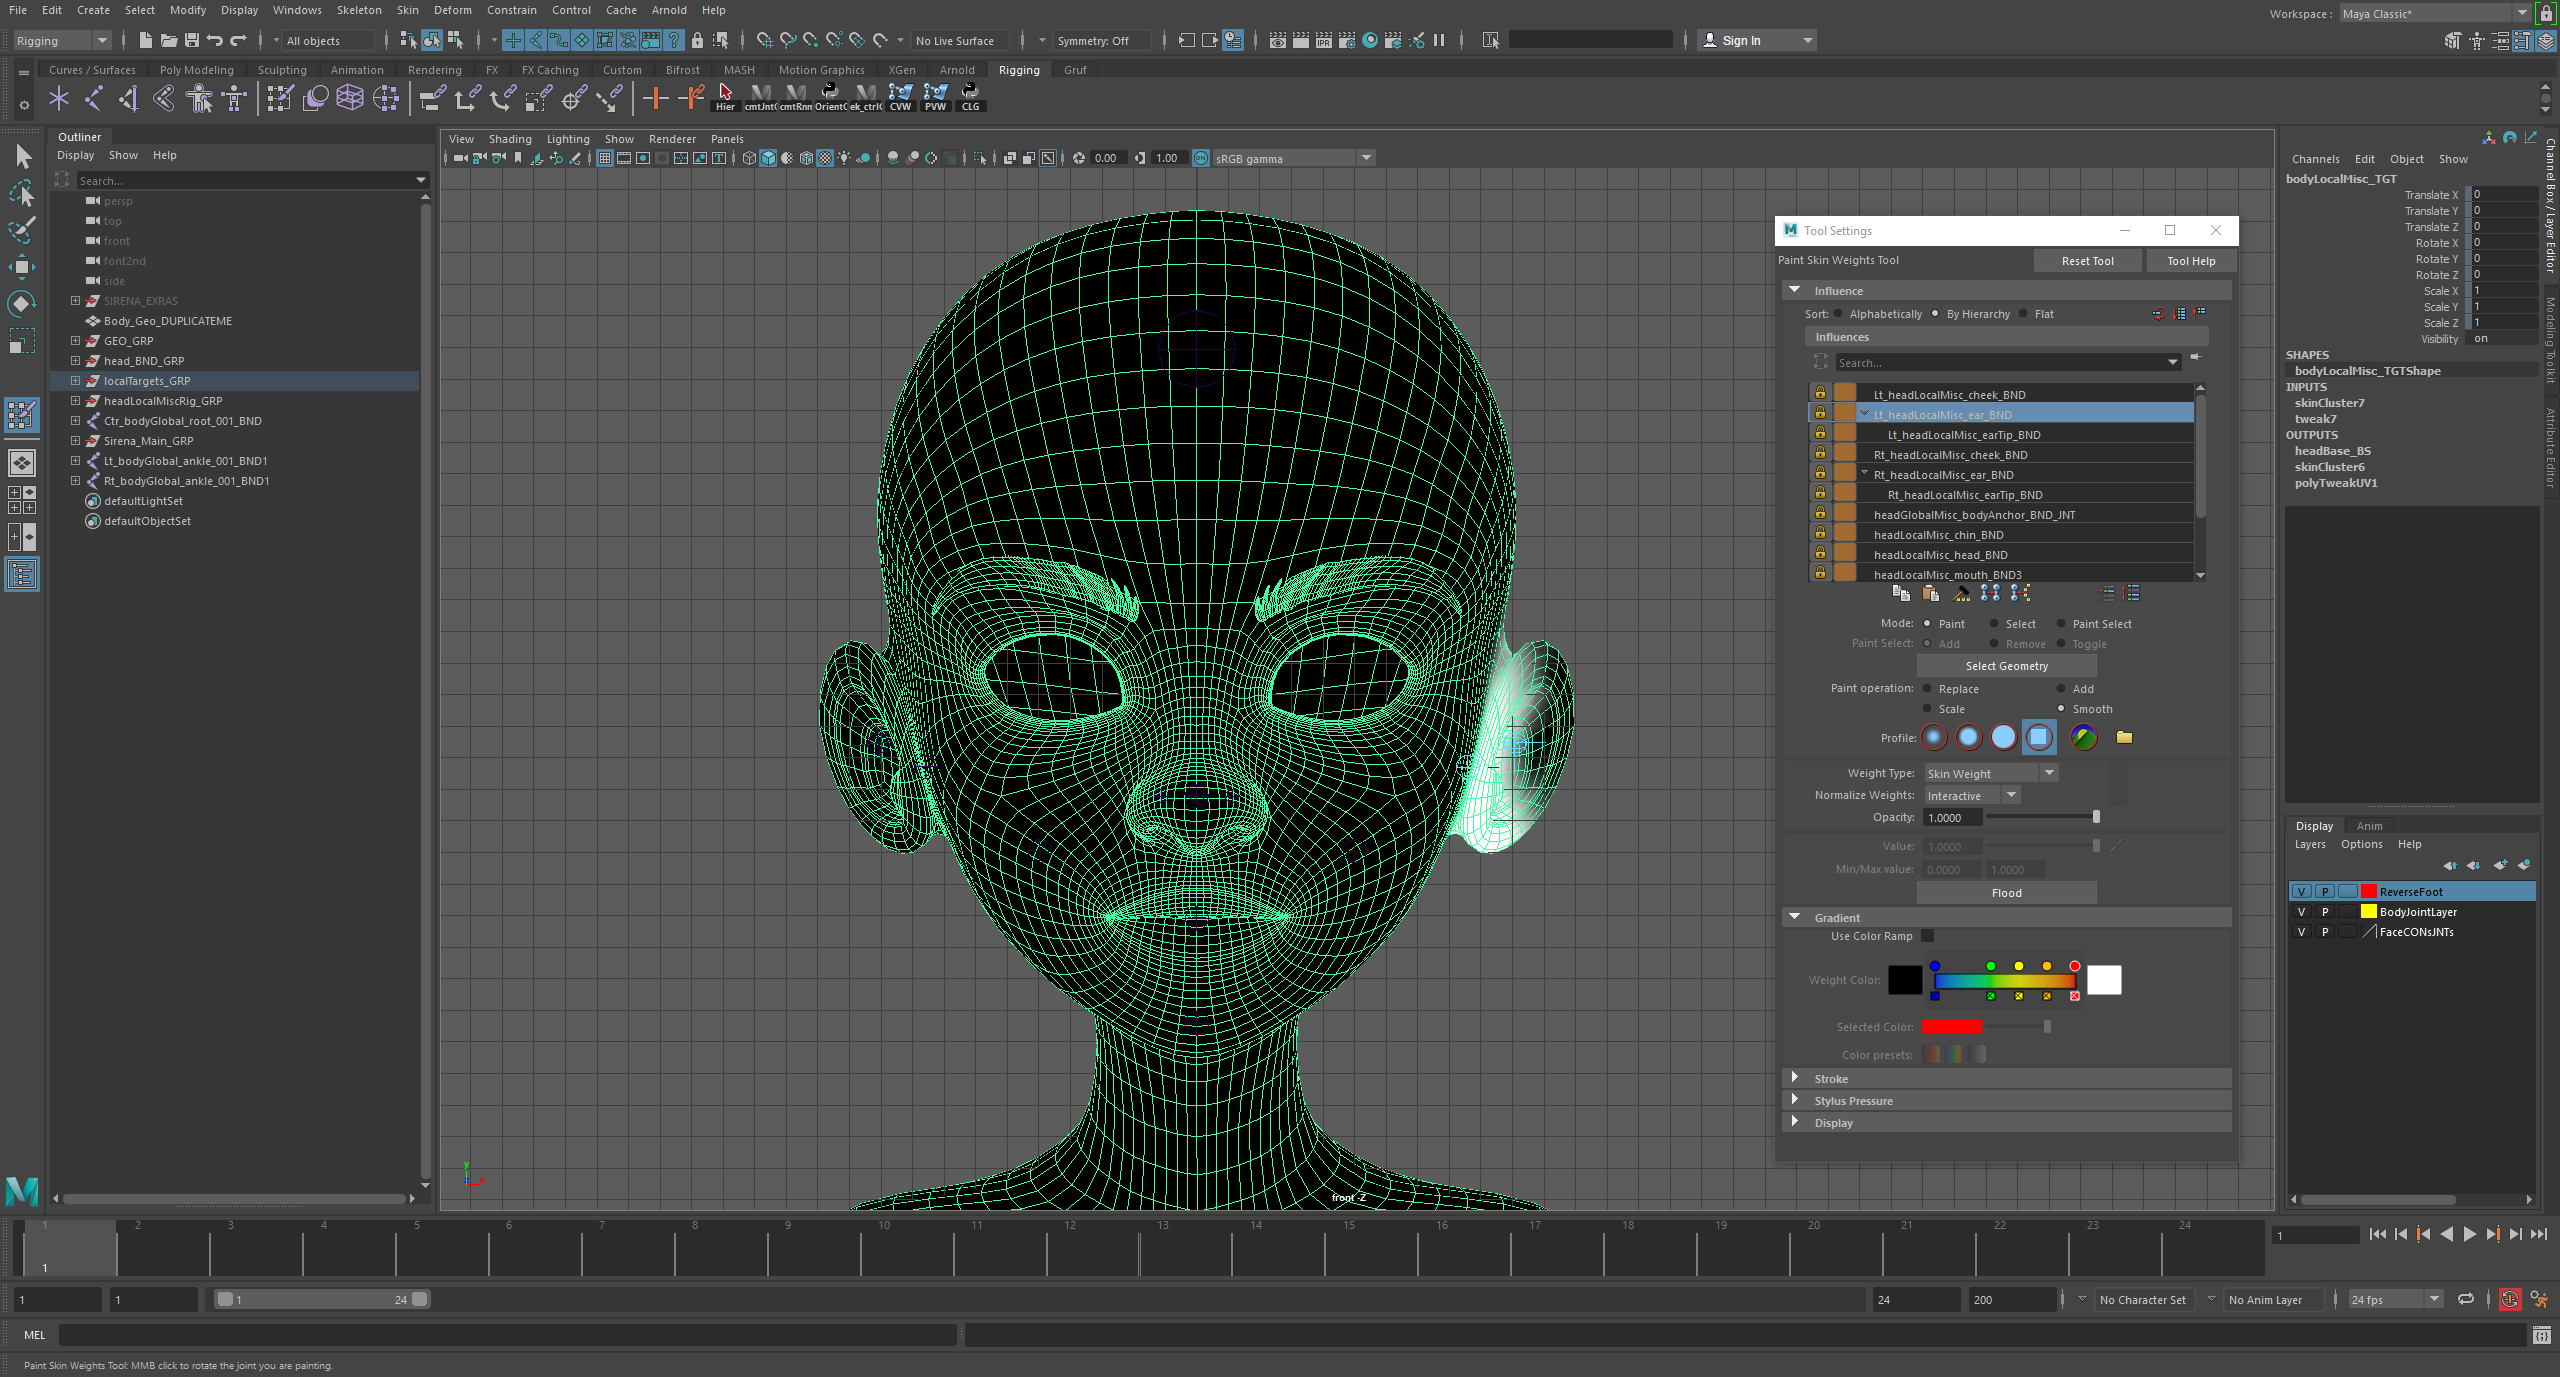 File Edit Create Select Modify Display Windows Skeleton Skin Deform Constrain Control Cache Arnold Help
Workspace : Maya Classic*
Rigging All objects No Live Surface Symmetry: Off Sign In
Curves / Surfaces Poly Modeling Sculpting Animation Rendering FX FX Caching Custom Bifrost MASH Motion Graphics XGen Arnold Rigging Gruf
Hier cmtJntC cmtRnn OrientC ek_ctrlC CVW PVW CLG
Outliner
Display Show Help
Search...
persp
top
front
font2nd
side
SIRENA_EXRAS
Body_Geo_DUPLICATEME
GEO_GRP
head_BND_GRP
localTargets_GRP
headLocalMiscRig_GRP
Ctr_bodyGlobal_root_001_BND
Sirena_Main_GRP
Lt_bodyGlobal_ankle_001_BND1
Rt_bodyGlobal_ankle_001_BND1
defaultLightSet
defaultObjectSet
View Shading Lighting Show Renderer Panels
0.00 1.00 ON sRGB gamma
front -Z
y
x
Tool Settings
Paint Skin Weights Tool Reset Tool Tool Help
Influence
Sort: Alphabetically By Hierarchy Flat
Influences
Search...
Lt_headLocalMisc_cheek_BND
Lt_headLocalMisc_ear_BND
Lt_headLocalMisc_earTip_BND
Rt_headLocalMisc_cheek_BND
Rt_headLocalMisc_ear_BND
Rt_headLocalMisc_earTip_BND
headGlobalMisc_bodyAnchor_BND_JNT
headLocalMisc_chin_BND
headLocalMisc_head_BND
headLocalMisc_mouth_BND3
Mode: Paint Select Paint Select
Paint Select: Add Remove Toggle
Select Geometry
Paint operation: Replace Add
Scale Smooth
Profile:
Weight Type: Skin Weight
Normalize Weights: Interactive
Opacity: 1.0000
Value: 1.0000
Min/Max value: 0.0000 1.0000
Flood
Gradient
Use Color Ramp
Weight Color:
Selected Color:
Color presets:
Stroke
Stylus Pressure
Display
Channels Edit Object Show
bodyLocalMisc_TGT
Translate X 0
Translate Y 0
Translate Z 0
Rotate X 0
Rotate Y 0
Rotate Z 0
Scale X 1
Scale Y 1
Scale Z 1
Visibility on
SHAPES
bodyLocalMisc_TGTShape
INPUTS
skinCluster7
tweak7
OUTPUTS
headBase_BS
skinCluster6
polyTweakUV1
Channel Box / Layer Editor
Modeling Toolkit
Attribute Editor
Display Anim
Layers Options Help
V P ReverseFoot
V P BodyJointLayer
V P FaceCONsJNTs
1 2 3 4 5 6 7 8 9 10 11 12 13 14 15 16 17 18 19 20 21 22 23 24
1
1
1 1 1 24 24 200 No Character Set No Anim Layer 24 fps
MEL
Paint Skin Weights Tool: MMB click to rotate the joint you are painting.